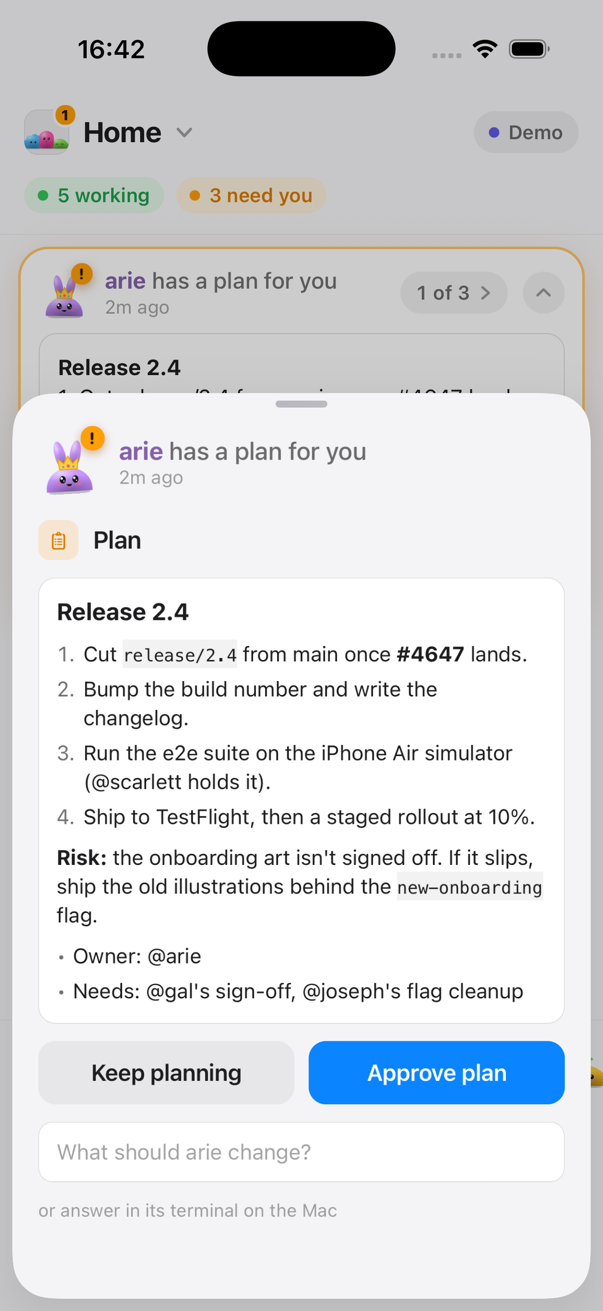 16:42
1
Home
Demo
5 working
3 need you
!
arie has a plan for you
2m ago
1 of 3
Release 2.4
!
arie has a plan for you
2m ago
Plan
Release 2.4
1. Cut release/2.4 from main once #4647 lands.
2. Bump the build number and write the
changelog.
3. Run the e2e suite on the iPhone Air simulator
(@scarlett holds it).
4. Ship to TestFlight, then a staged rollout at 10%.
Risk: the onboarding art isn't signed off. If it slips,
ship the old illustrations behind the new-onboarding
flag.
• Owner: @arie
• Needs: @gal's sign-off, @joseph's flag cleanup
Keep planning
Approve plan
What should arie change?
or answer in its terminal on the Mac